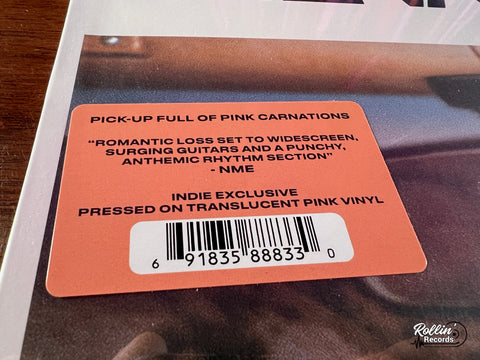 PICK-UP FULL OF PINK CARNATIONS
“ROMANTIC LOSS SET TO WIDESCREEN,
SURGING GUITARS AND A PUNCHY,
ANTHEMIC RHYTHM SECTION”
- NME
INDIE EXCLUSIVE
PRESSED ON TRANSLUCENT PINK VINYL
6 91835 88833 0
Rollin'
Records